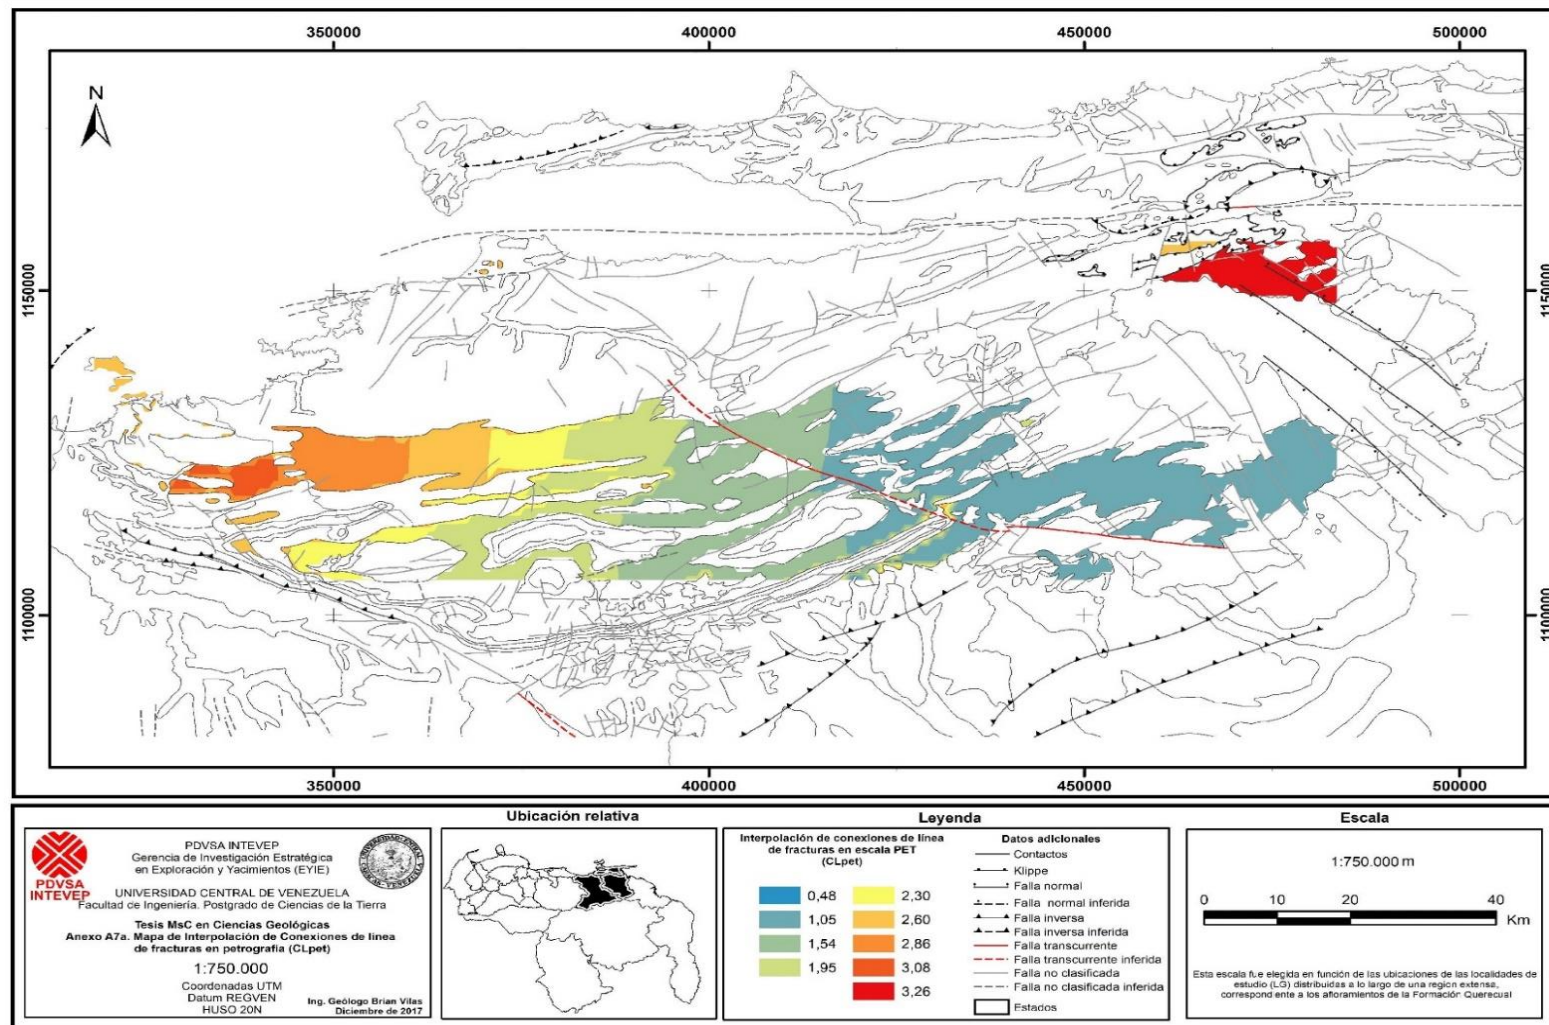 350000 400000 450000 500000
N
1150000 1150000
1100000 1100000
350000 400000 450000 500000
PDVSA
INTEVEP
PDVSA INTEVEP
Gerencia de Investigación Estratégica
en Exploración y Yacimientos (EYIE)
UNIVERSIDAD CENTRAL DE VENEZUELA
Facultad de Ingeniería. Postgrado de Ciencias de la Tierra
Tesis MsC en Ciencias Geológicas
Anexo A7a. Mapa de Interpolación de Conexiones de línea
de fracturas en petrografía (CLpet)
1:750.000
Coordenadas UTM
Datum REGVEN
HUSO 20N
Ing. Geólogo Brian Vilas
Diciembre de 2017
Ubicación relativa
Leyenda
Interpolación de conexiones de línea
de fracturas en escala PET
(CLpet)
0,48
1,05
1,54
1,95
2,30
2,60
2,86
3,08
3,26
Datos adicionales
Contactos
Klippe
Falla normal
Falla normal inferida
Falla inversa
Falla inversa inferida
Falla transcurrente
Falla transcurrente inferida
Falla no clasificada
Falla no clasificada inferida
Estados
Escala
1:750.000 m
0 10 20 40
Km
Esta escala fue elegida en función de las ubicaciones de las localidades de
estudio (LG) distribuidas a lo largo de una región extensa,
correspondiente a los afloramientos de la Formación Querecual